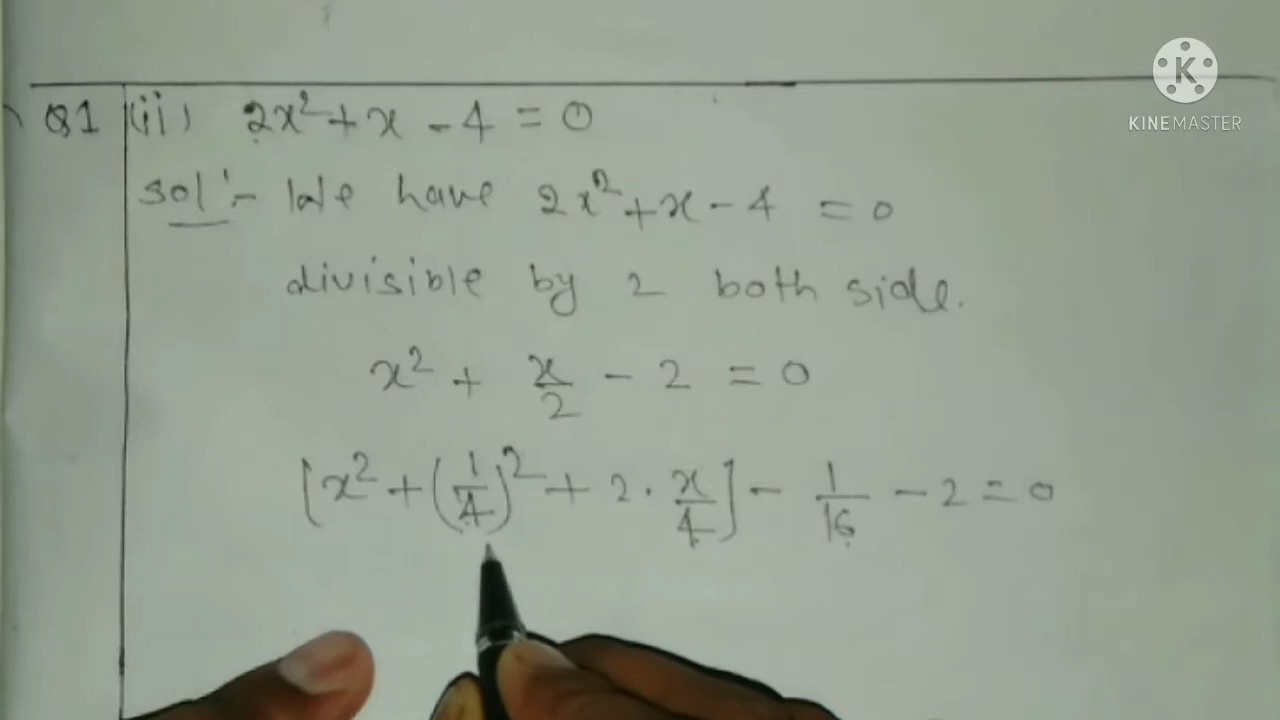 K
KINEMASTER
Q1 (ii) 2x² + x - 4 = 0
Sol':- We have 2x² + x - 4 = 0
divisible by 2 both side.
x² + x/2 - 2 = 0
[x² + (1/4)² + 2 · x/4] - 1/16 - 2 = 0